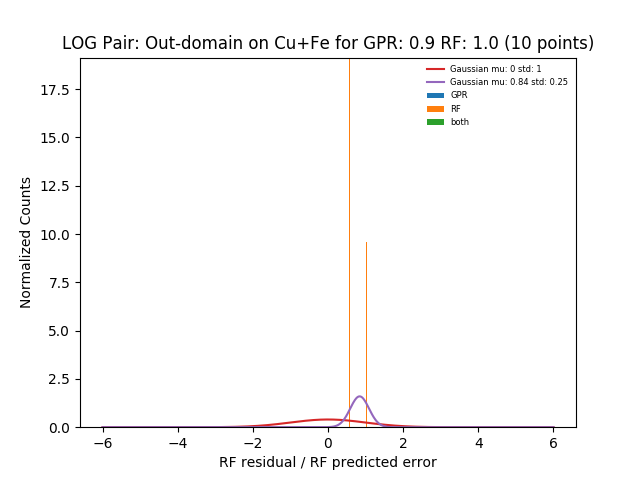 LOG Pair: Out-domain on Cu+Fe for GPR: 0.9 RF: 1.0 (10 points)
Gaussian mu: 0 std: 1
Gaussian mu: 0.84 std: 0.25
GPR
RF
both
17.5
15.0
12.5
10.0
7.5
5.0
2.5
0.0
Normalized Counts
−6 −4 −2 0 2 4 6
RF residual / RF predicted error